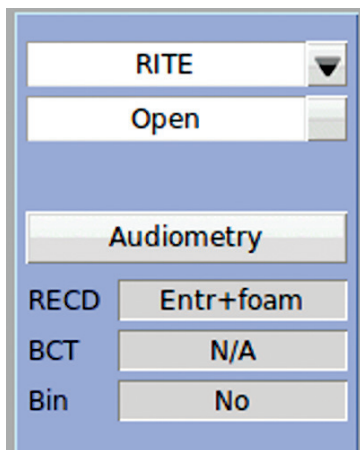 RITE
Open
Audiometry
RECD Entr+foam
BCT N/A
Bin No